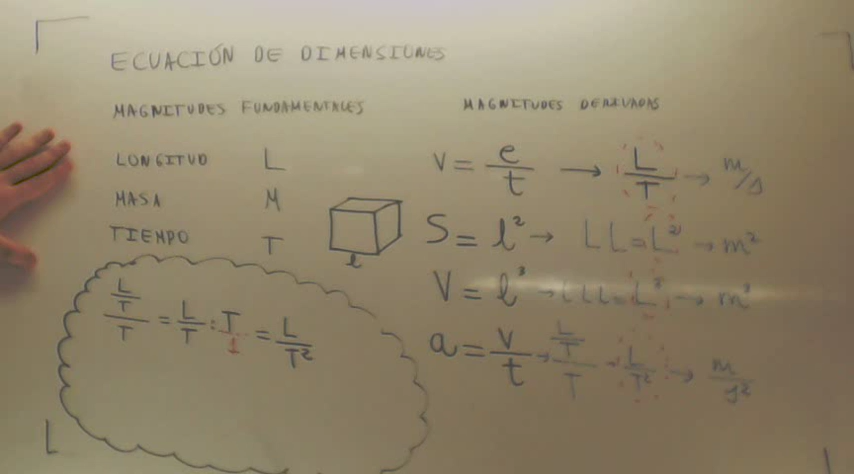 ECUACIÓN DE DIMENSIONES
MAGNITUDES FUNDAMENTALES
LONGITUD L
MASA M
TIEMPO T
l
L/T / T = L/T : T/1 = L/T²
MAGNITUDES DERIVADAS
v = e/t → L/T → m/s
S = l² → L L = L² → m²
V = l³ → L L L = L³ → m³
a = v/t → L/T / T → L/T² → m/s²